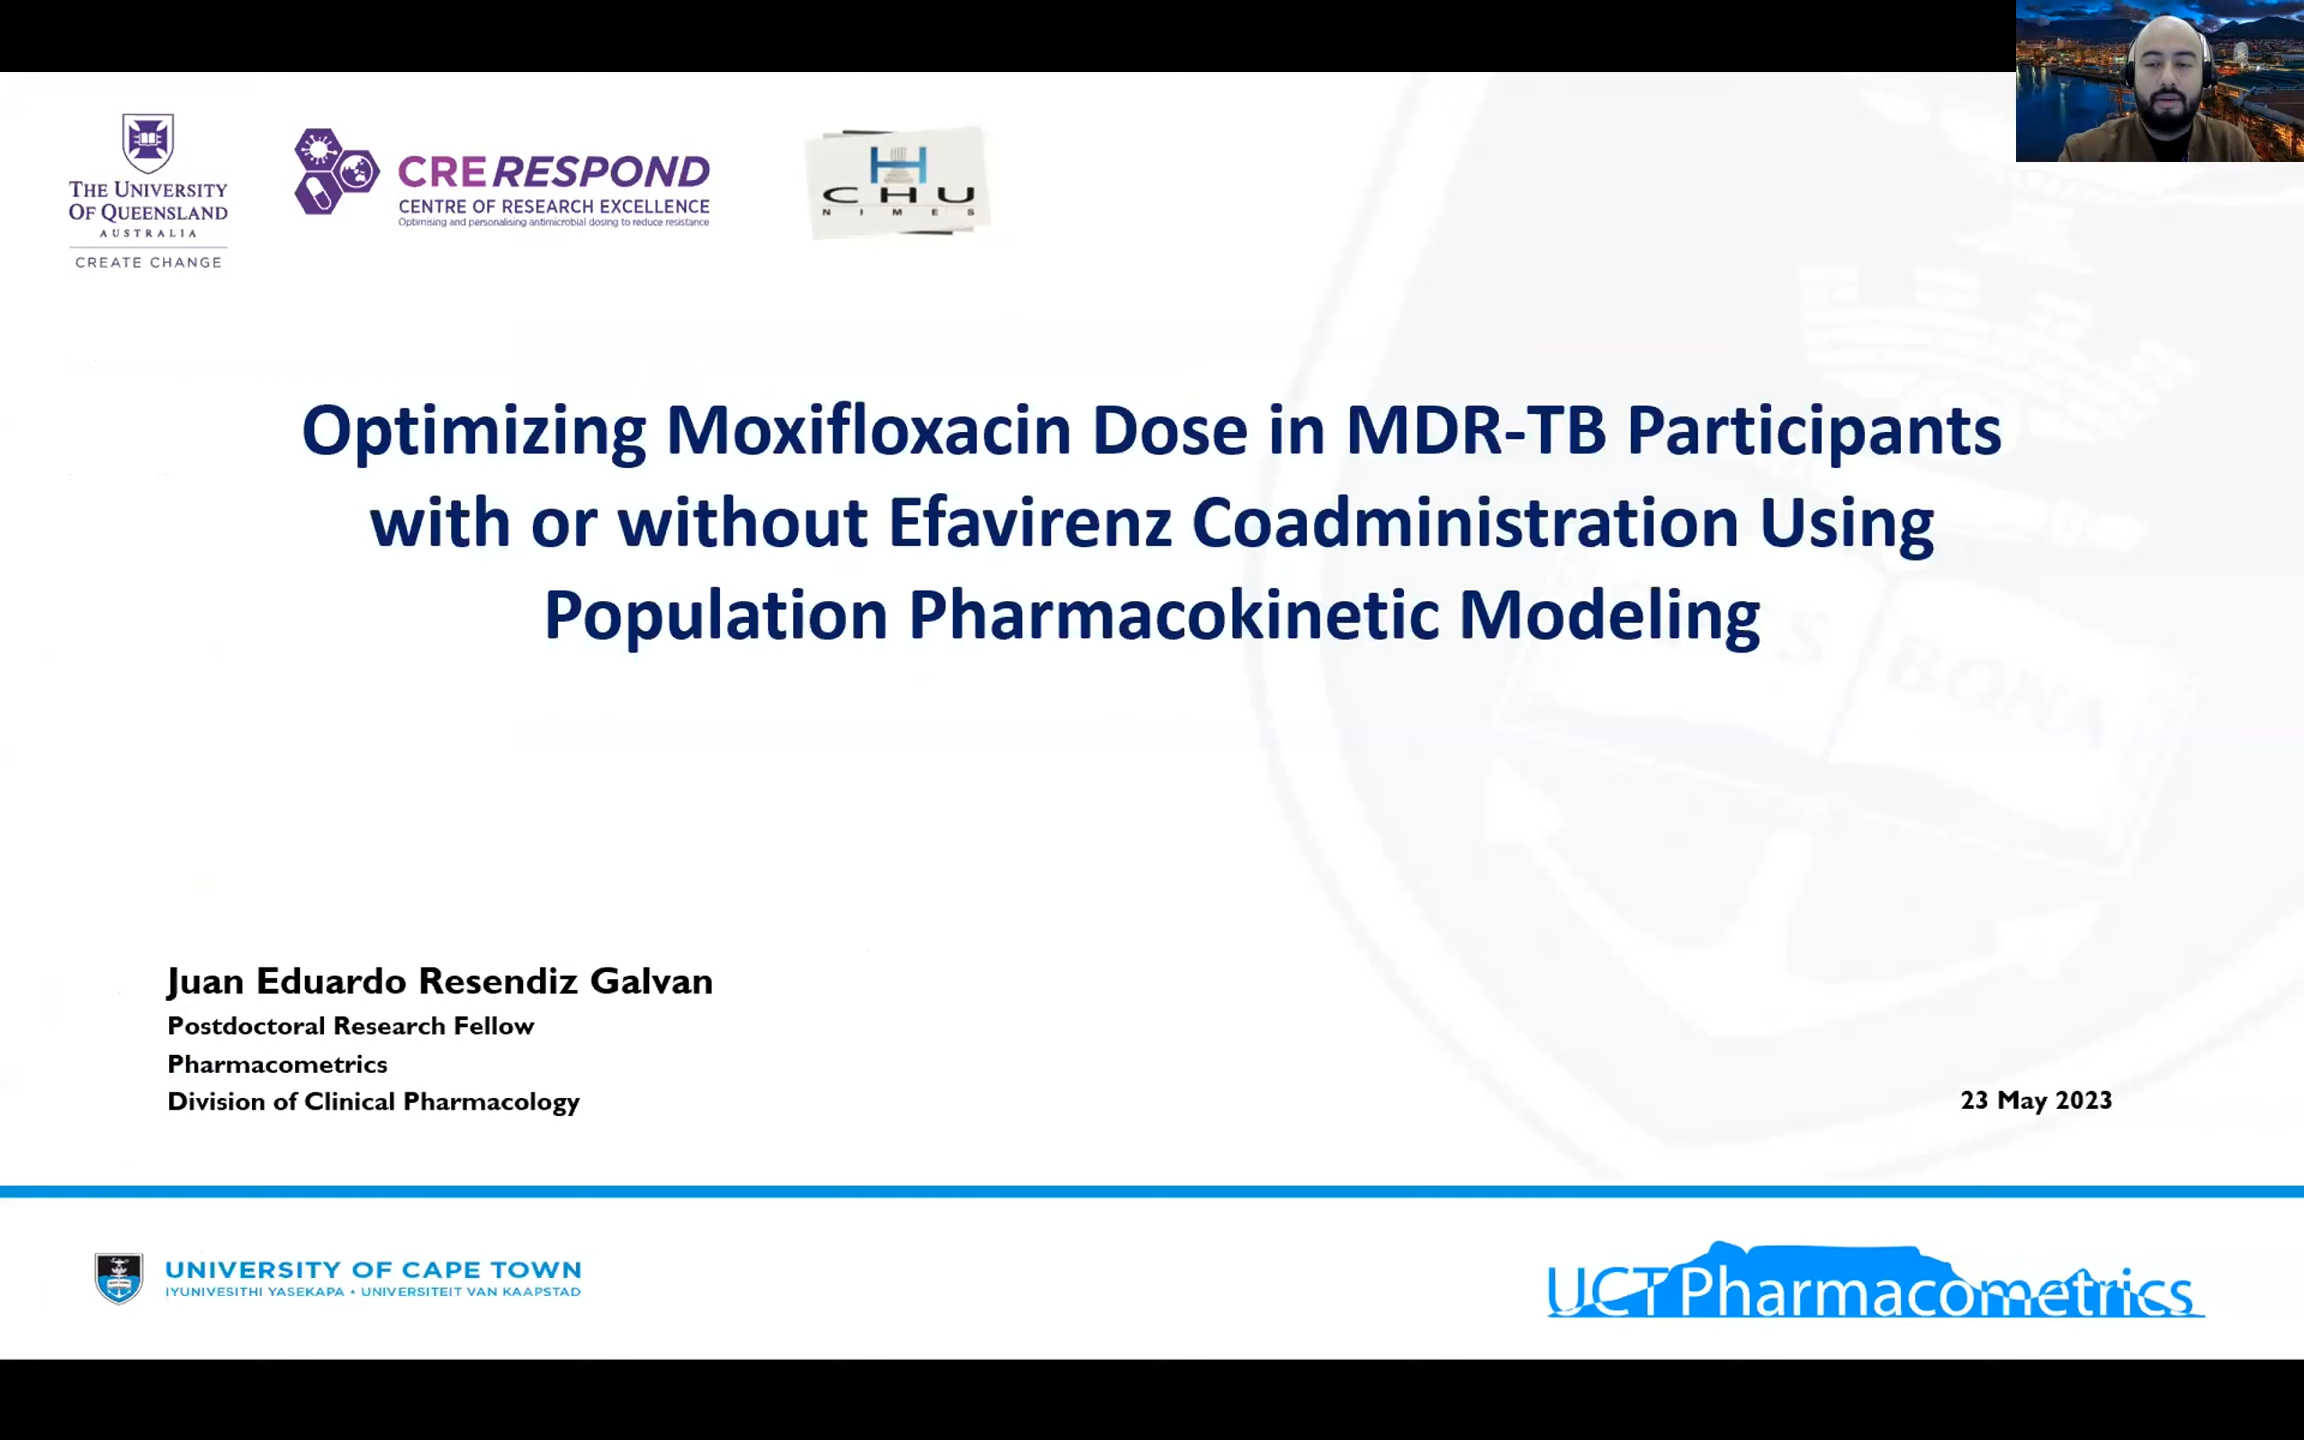 THE UNIVERSITY
OF QUEENSLAND
AUSTRALIA
CREATE CHANGE
CRE RESPOND
CENTRE OF RESEARCH EXCELLENCE
Optimising and personalising antimicrobial dosing to reduce resistance
H
CHU
NIMES
Optimizing Moxifloxacin Dose in MDR-TB Participants
with or without Efavirenz Coadministration Using
Population Pharmacokinetic Modeling
BONA
Juan Eduardo Resendiz Galvan
Postdoctoral Research Fellow
Pharmacometrics
Division of Clinical Pharmacology
23 May 2023
UNIVERSITY OF CAPE TOWN
IYUNIVESITHI YASEKAPA • UNIVERSITEIT VAN KAAPSTAD
UCT Pharmacometrics